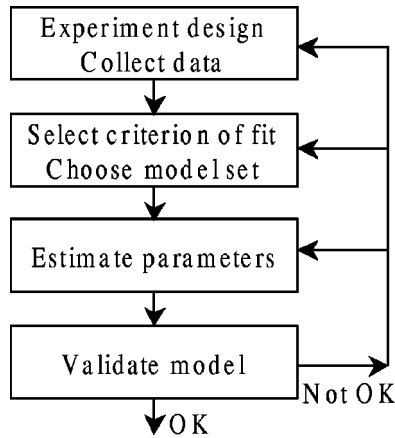 Experiment design
Collect data
Select criterion of fit
Choose model set
Estimate parameters
Validate model
Not OK
OK